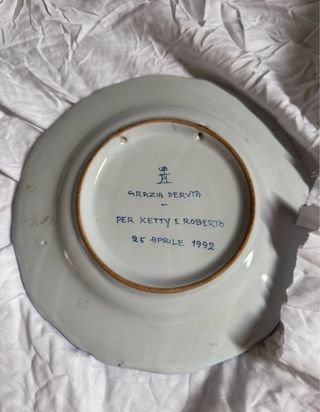 GRAZIA DERUTA
–
PER KETTY E ROBERTO
25 APRILE 1992